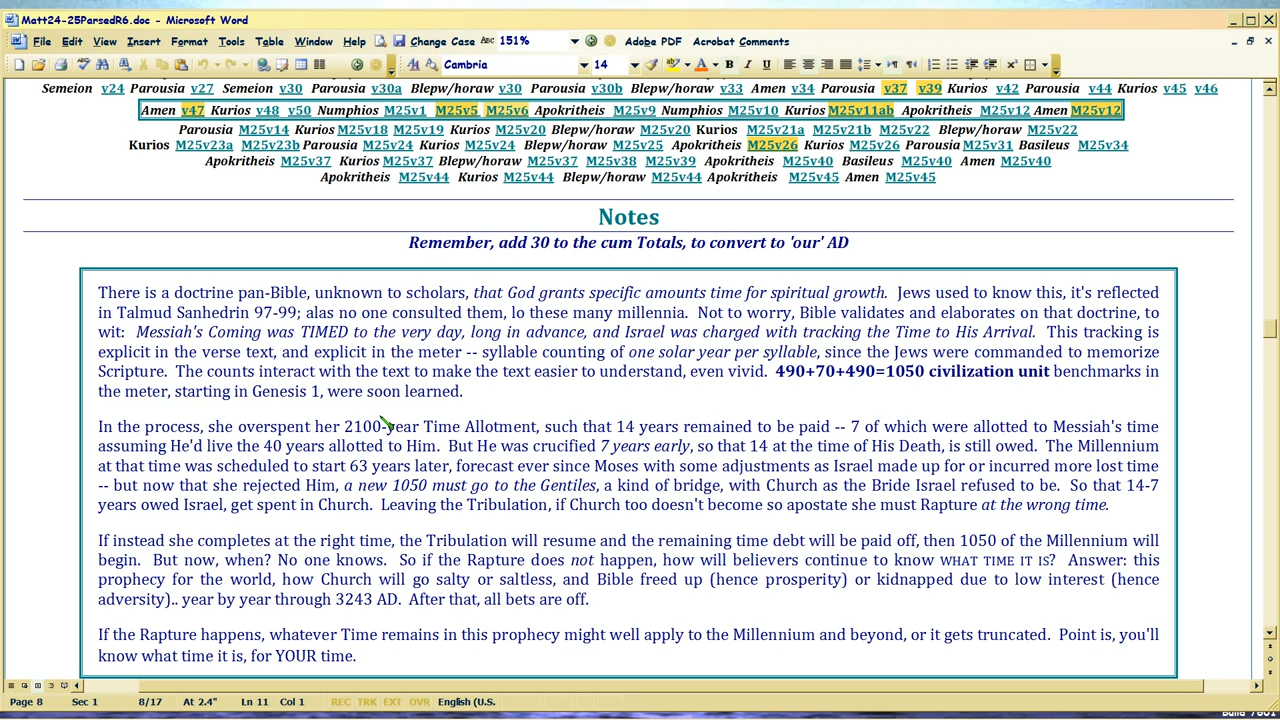 Matt24-25ParsedR6.doc - Microsoft Word
File Edit View Insert Format Tools Table Window Help Change Case ABC 151% Adobe PDF Acrobat Comments
Cambria 14 B I U
Semeion v24 Parousia v27 Semeion v30 Parousia v30a Blepw/horaw v30 Parousia v30b Blepw/horaw v33 Amen v34 Parousia v37 v39 Kurios v42 Parousia v44 Kurios v45 v46
Amen v47 Kurios v48 v50 Numphios M25v1 M25v5 M25v6 Apokritheis M25v9 Numphios M25v10 Kurios M25v11ab Apokritheis M25v12 Amen M25v12
Parousia M25v14 Kurios M25v18 M25v19 Kurios M25v20 Blepw/horaw M25v20 Kurios M25v21a M25v21b M25v22 Blepw/horaw M25v22
Kurios M25v23a M25v23b Parousia M25v24 Kurios M25v24 Blepw/horaw M25v25 Apokritheis M25v26 Kurios M25v26 Parousia M25v31 Basileus M25v34
Apokritheis M25v37 Kurios M25v37 Blepw/horaw M25v37 M25v38 M25v39 Apokritheis M25v40 Basileus M25v40 Amen M25v40
Apokritheis M25v44 Kurios M25v44 Blepw/horaw M25v44 Apokritheis M25v45 Amen M25v45
Notes
Remember, add 30 to the cum Totals, to convert to 'our' AD
There is a doctrine pan-Bible, unknown to scholars, that God grants specific amounts time for spiritual growth. Jews used to know this, it's reflected
in Talmud Sanhedrin 97-99; alas no one consulted them, lo these many millennia. Not to worry, Bible validates and elaborates on that doctrine, to
wit: Messiah's Coming was TIMED to the very day, long in advance, and Israel was charged with tracking the Time to His Arrival. This tracking is
explicit in the verse text, and explicit in the meter -- syllable counting of one solar year per syllable, since the Jews were commanded to memorize
Scripture. The counts interact with the text to make the text easier to understand, even vivid. 490+70+490=1050 civilization unit benchmarks in
the meter, starting in Genesis 1, were soon learned.
In the process, she overspent her 2100-year Time Allotment, such that 14 years remained to be paid -- 7 of which were allotted to Messiah's time
assuming He'd live the 40 years allotted to Him. But He was crucified 7 years early, so that 14 at the time of His Death, is still owed. The Millennium
at that time was scheduled to start 63 years later, forecast ever since Moses with some adjustments as Israel made up for or incurred more lost time
-- but now that she rejected Him, a new 1050 must go to the Gentiles, a kind of bridge, with Church as the Bride Israel refused to be. So that 14-7
years owed Israel, get spent in Church. Leaving the Tribulation, if Church too doesn't become so apostate she must Rapture at the wrong time.
If instead she completes at the right time, the Tribulation will resume and the remaining time debt will be paid off, then 1050 of the Millennium will
begin. But now, when? No one knows. So if the Rapture does not happen, how will believers continue to know WHAT TIME IT IS? Answer: this
prophecy for the world, how Church will go salty or saltless, and Bible freed up (hence prosperity) or kidnapped due to low interest (hence
adversity).. year by year through 3243 AD. After that, all bets are off.
If the Rapture happens, whatever Time remains in this prophecy might well apply to the Millennium and beyond, or it gets truncated. Point is, you'll
know what time it is, for YOUR time.
Page 8 Sec 1 8/17 At 2.4" Ln 11 Col 1 REC TRK EXT OVR English (U.S.
Build 7601